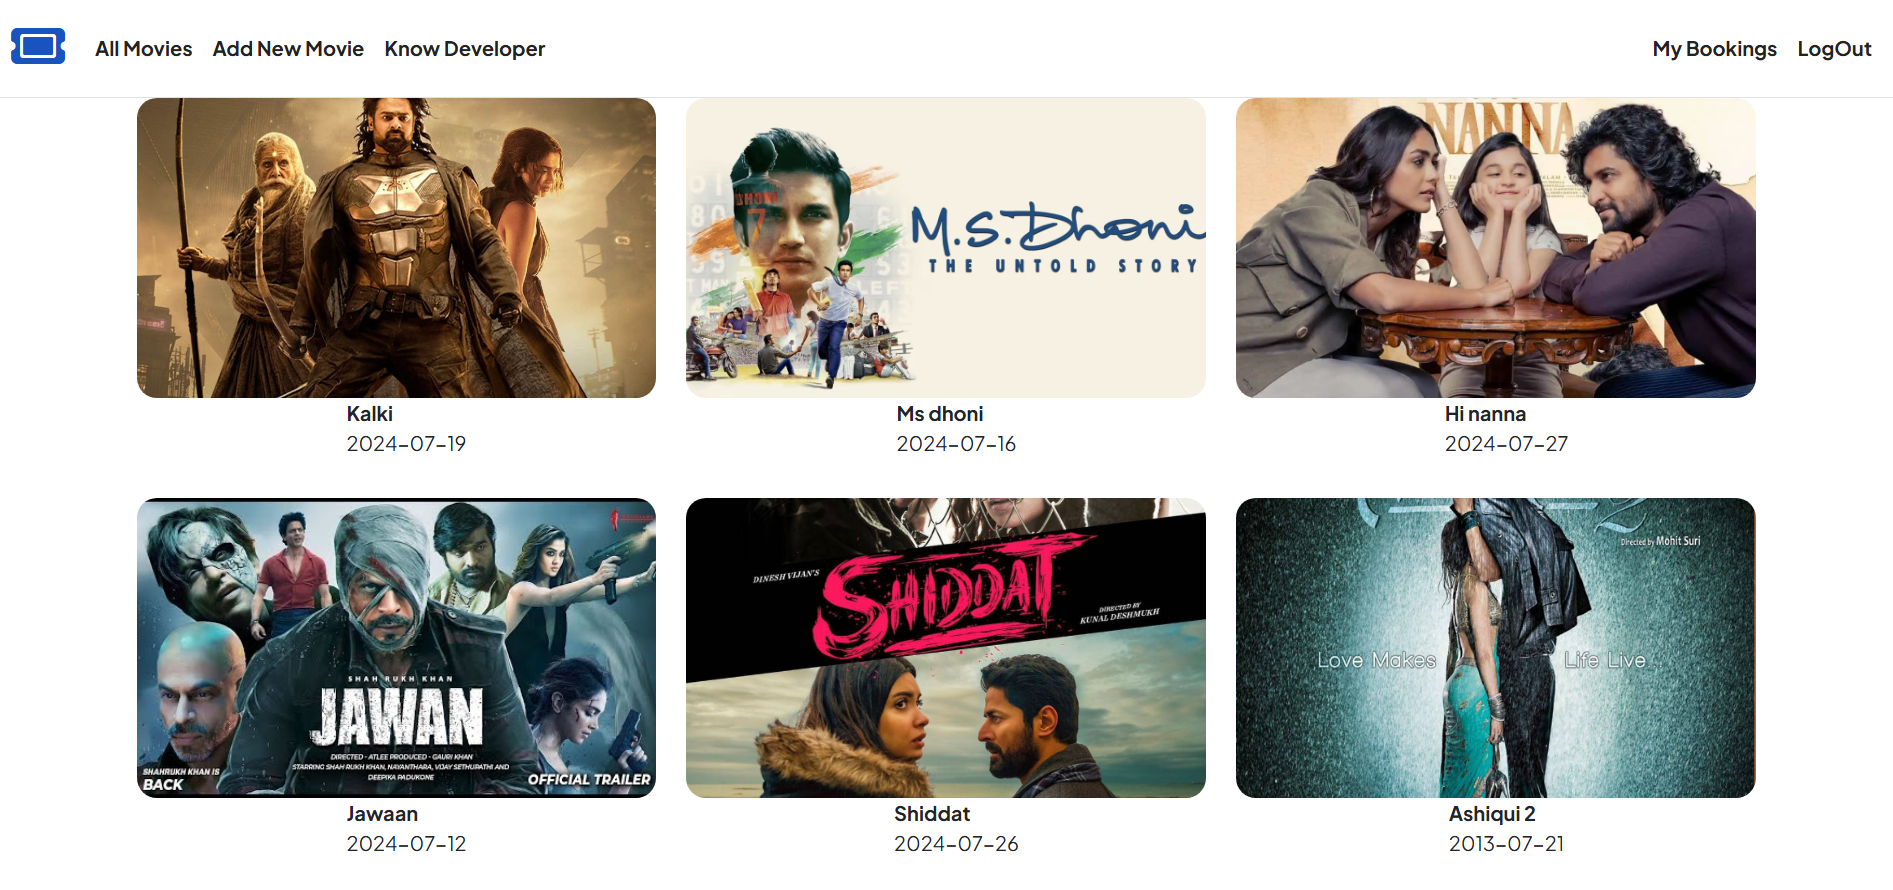 All Movies Add New Movie Know Developer My Bookings LogOut
NANNA
DHONI
7
M.S.Dhoni
THE UNTOLD STORY
Kalki
2024-07-19
Ms dhoni
2024-07-16
Hi nanna
2024-07-27
SHAH RUKH KHAN
JAWAN
DIRECTED - ATLEE PRODUCED - GAURI KHAN
STARRING SHAH RUKH KHAN, NAYANTHARA, VIJAY SETHUPATHI AND
DEEPIKA PADUKONE
SHAHRUKH KHAN IS
BACK
OFFICIAL TRAILER
DINESH VIJAN'S
SHIDDAT
DIRECTED BY
KUNAL DESHMUKH
2
Directed by Mohit Suri
Love Makes Life Live...
Jawaan
2024-07-12
Shiddat
2024-07-26
Ashiqui 2
2013-07-21